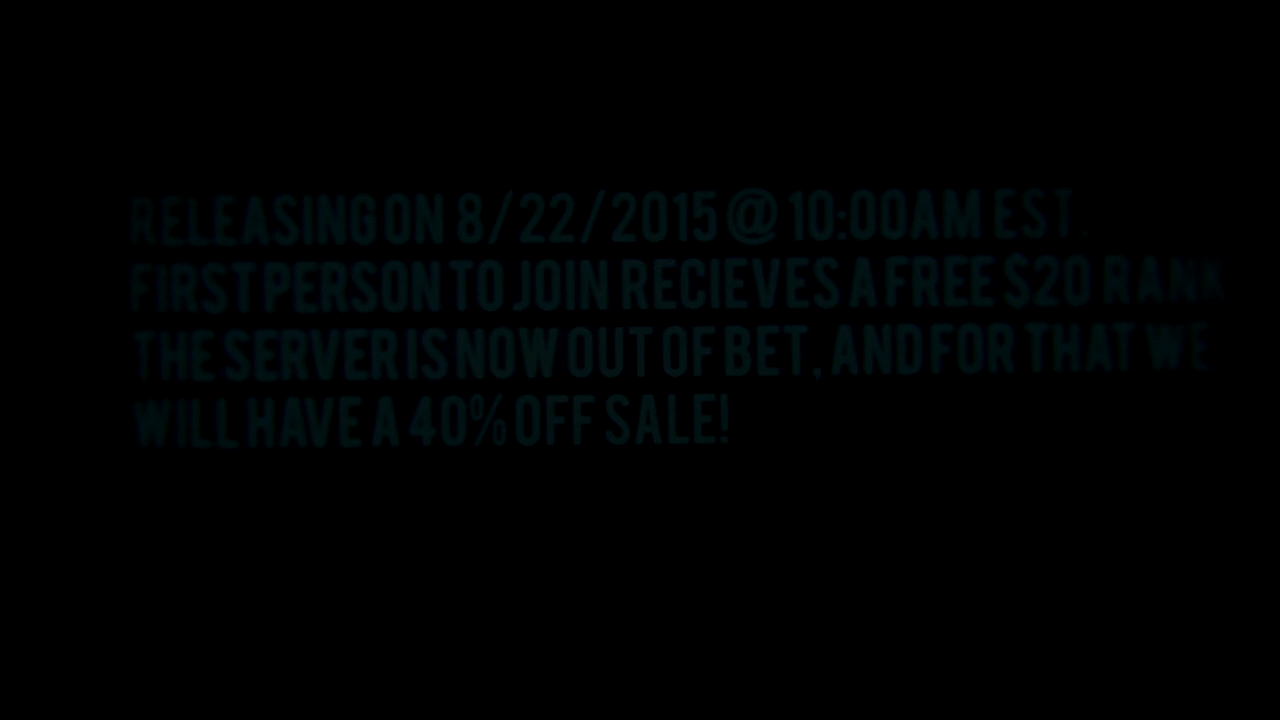 RELEASING ON 8/22/2015 @ 10:00AM EST.
FIRST PERSON TO JOIN RECIEVES A FREE $20 RANK
THE SERVER IS NOW OUT OF BET, AND FOR THAT WE
WILL HAVE A 40% OFF SALE!